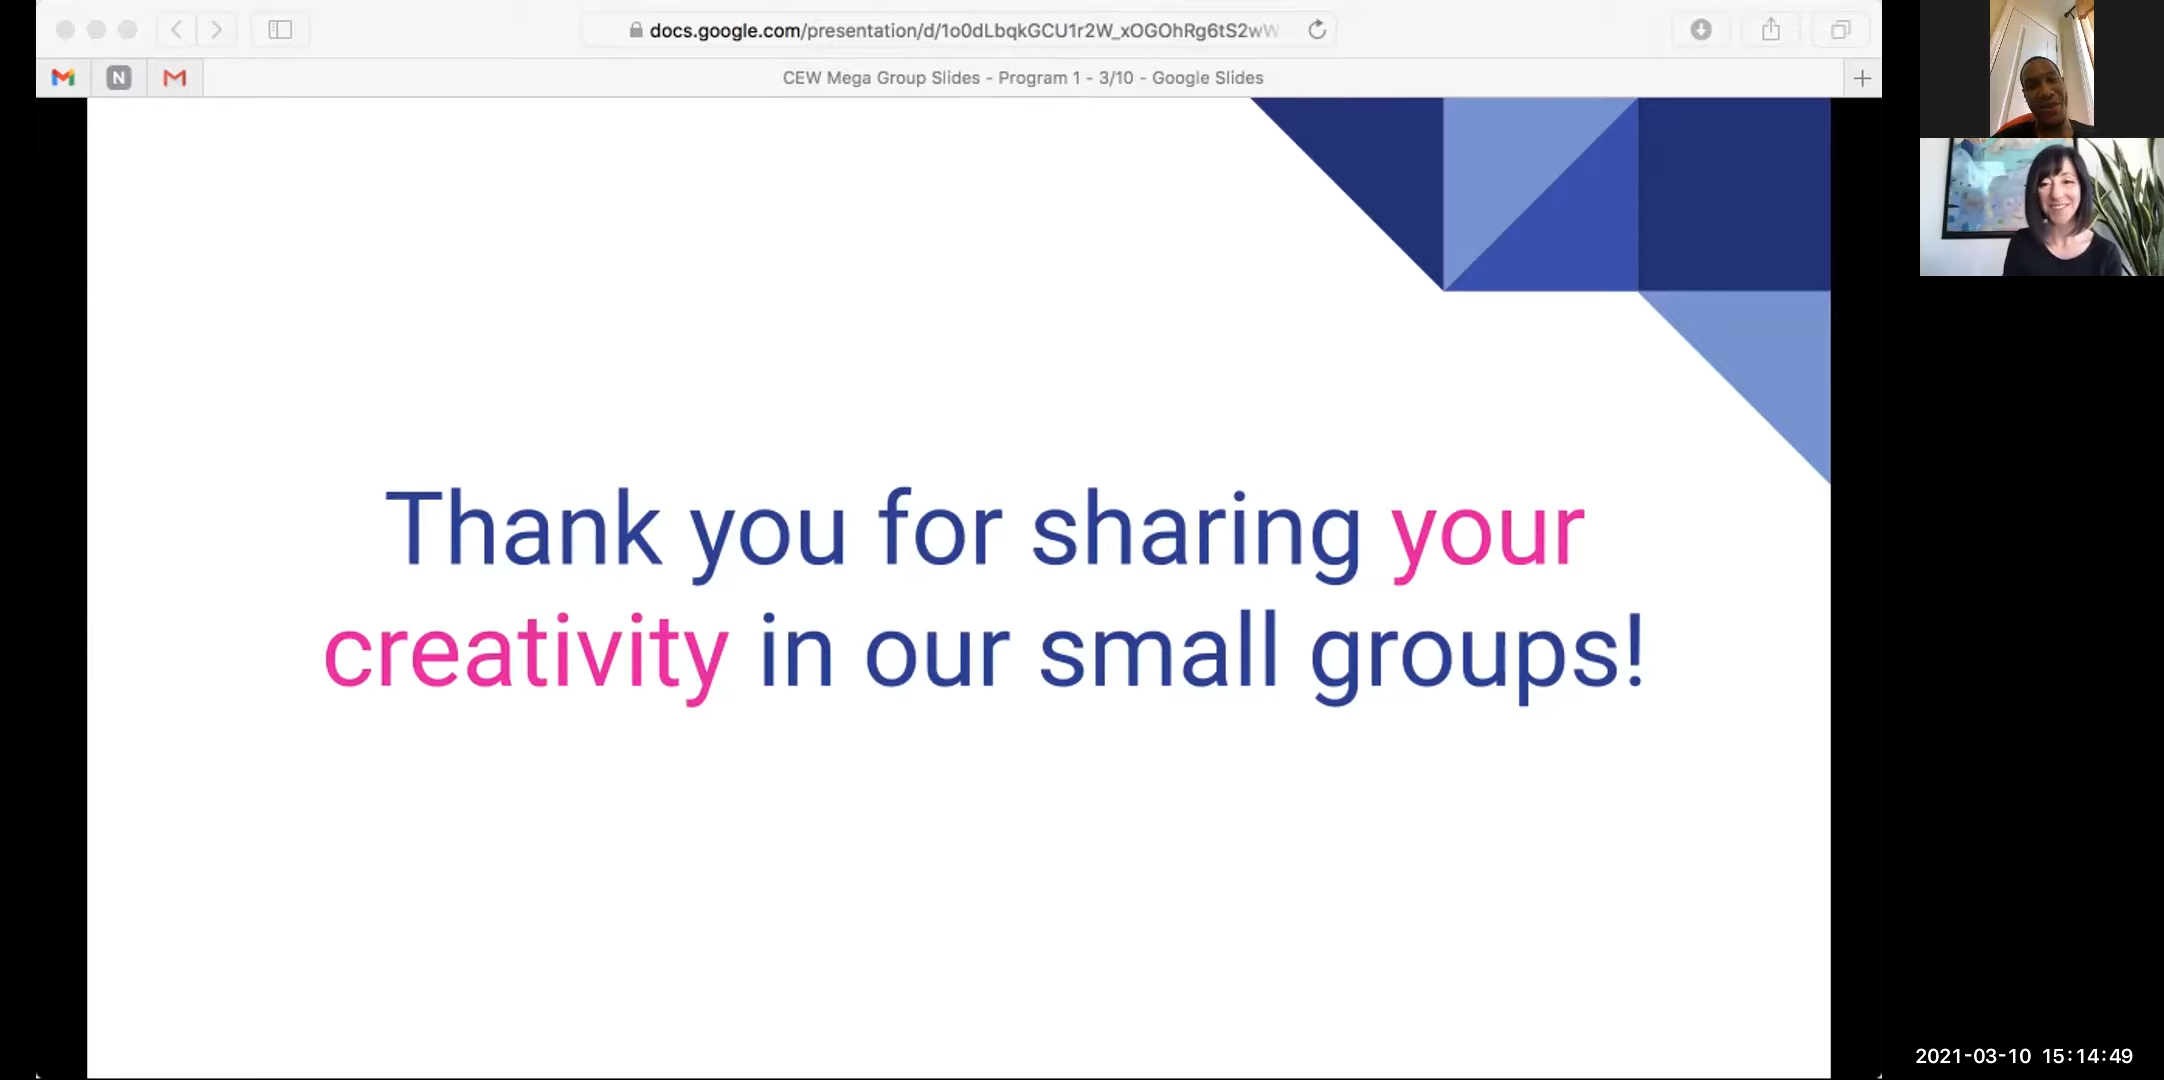 docs.google.com/presentation/d/1o0dLbqkGCU1r2W_xOGOhRg6tS2wW
N
CEW Mega Group Slides - Program 1 - 3/10 - Google Slides
Thank you for sharing your
creativity in our small groups!
2021-03-10 15:14:49